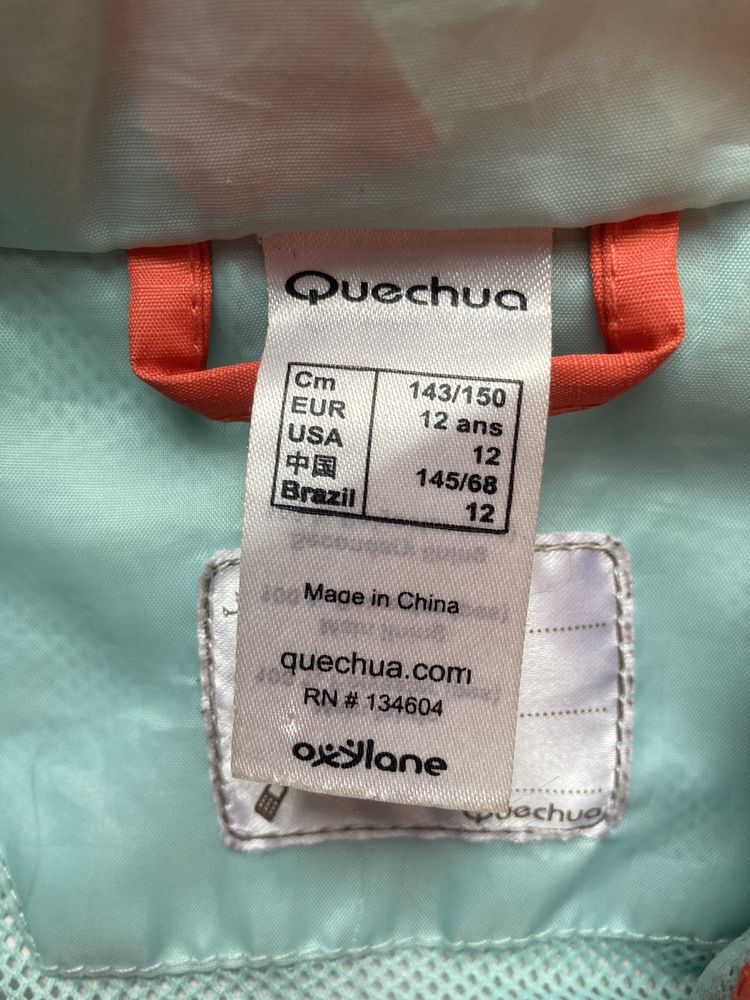 Quechua
Cm 143/150
EUR 12 ans
USA 12
中国 145/68
Brazil 12
Made in China
quechua.com
RN # 134604
oxylane
Quechua